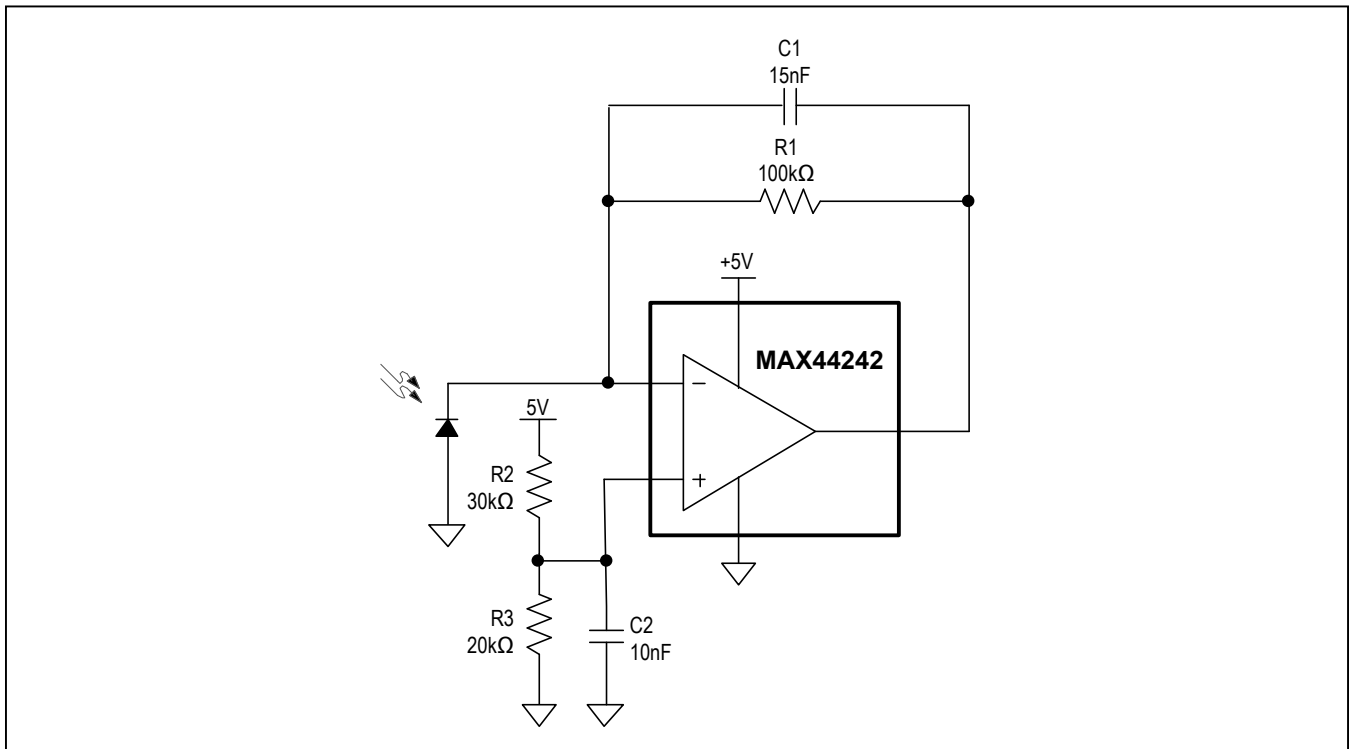 C1
15nF
R1
100kΩ
+5V
MAX44242
−
5V
R2
30kΩ
+
R3
20kΩ
C2
10nF